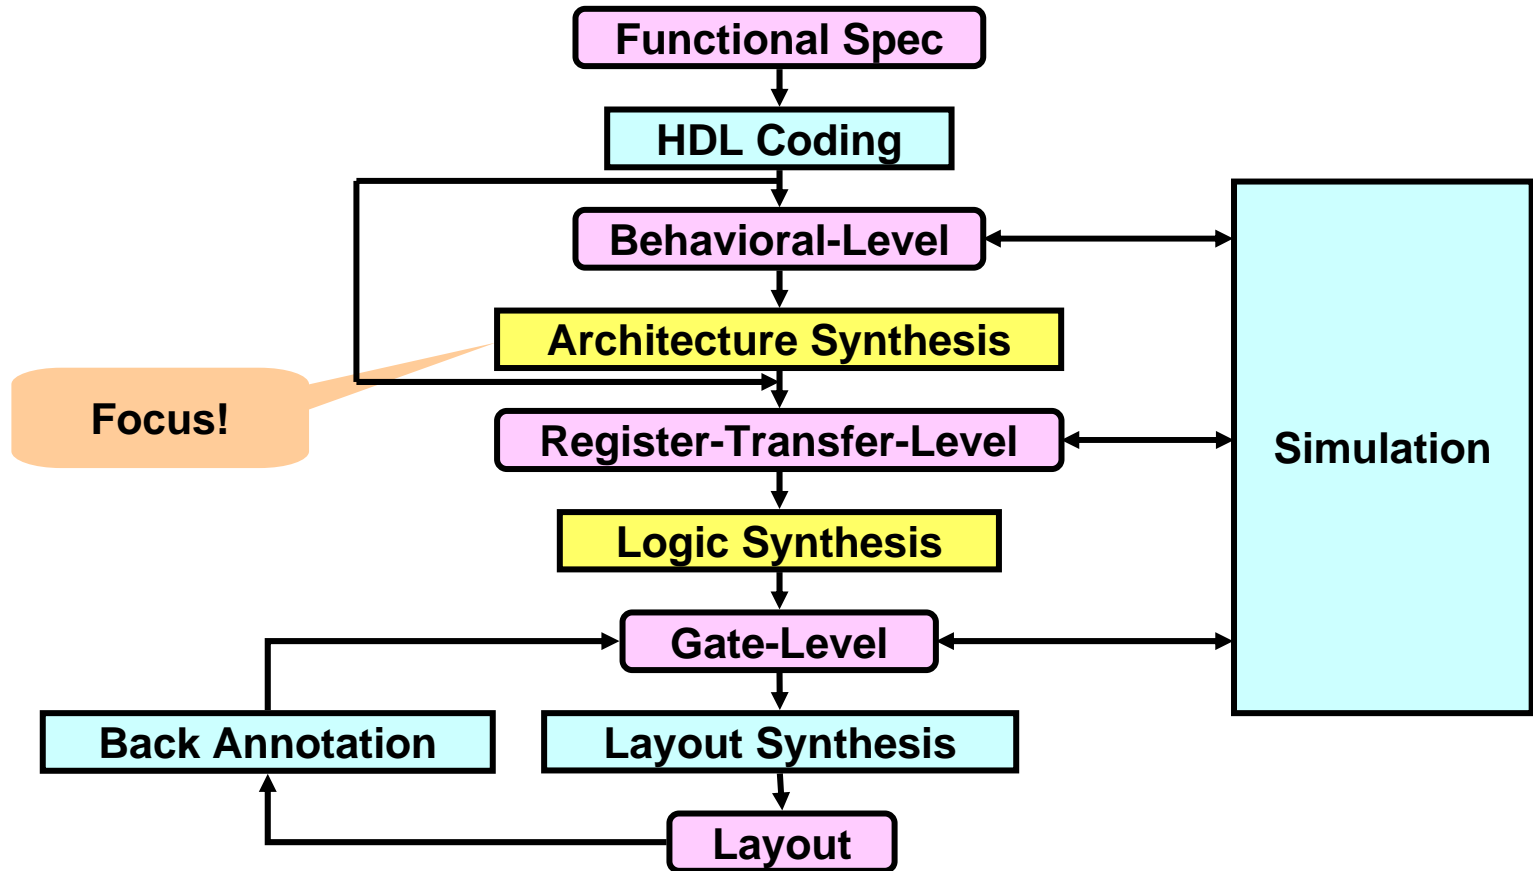 Functional Spec
HDL Coding
Behavioral-Level
Architecture Synthesis
Focus!
Register-Transfer-Level
Simulation
Logic Synthesis
Gate-Level
Back Annotation
Layout Synthesis
Layout